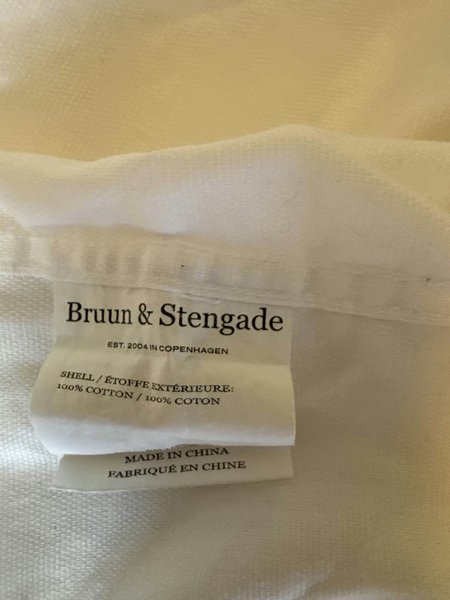 Bruun & Stengade
EST. 2004 IN COPENHAGEN
SHELL / ÉTOFFE EXTÉRIEURE:
100% COTTON / 100% COTON
MADE IN CHINA
FABRIQUÉ EN CHINE